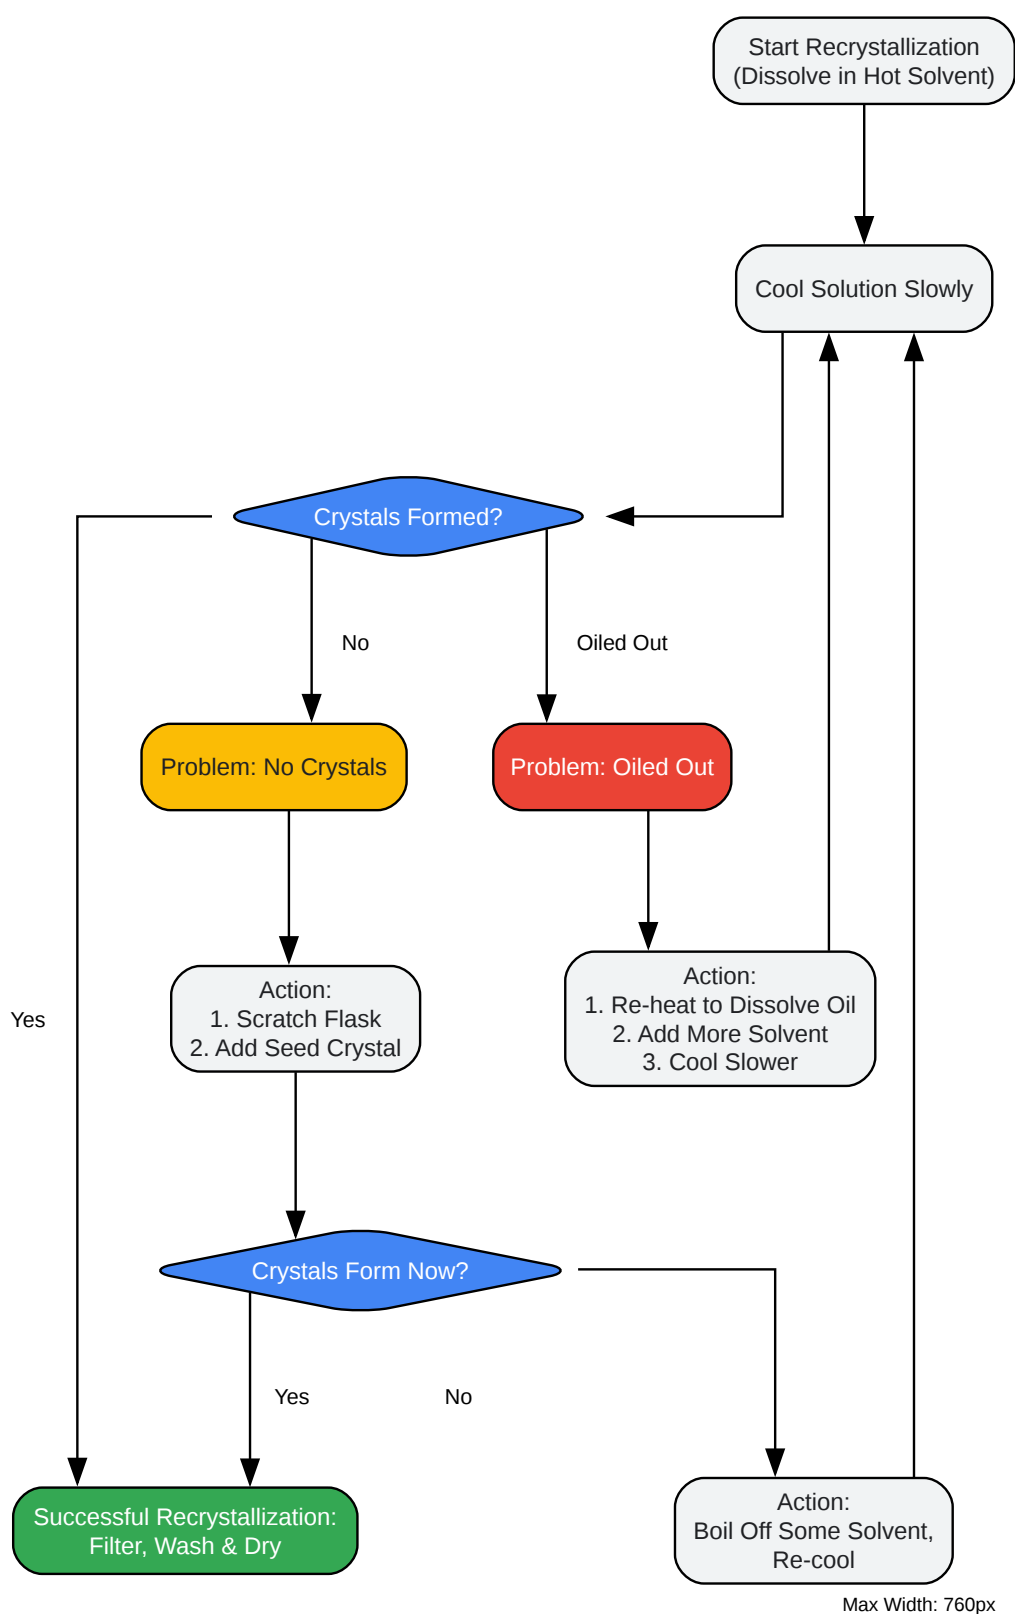 Start Recrystallization
(Dissolve in Hot Solvent)
Cool Solution Slowly
Crystals Formed?
No
Oiled Out
Problem: No Crystals
Problem: Oiled Out
Action:
1. Scratch Flask
2. Add Seed Crystal
Action:
1. Re-heat to Dissolve Oil
2. Add More Solvent
3. Cool Slower
Yes
Crystals Form Now?
Yes
No
Successful Recrystallization:
Filter, Wash & Dry
Action:
Boil Off Some Solvent,
Re-cool
Max Width: 760px